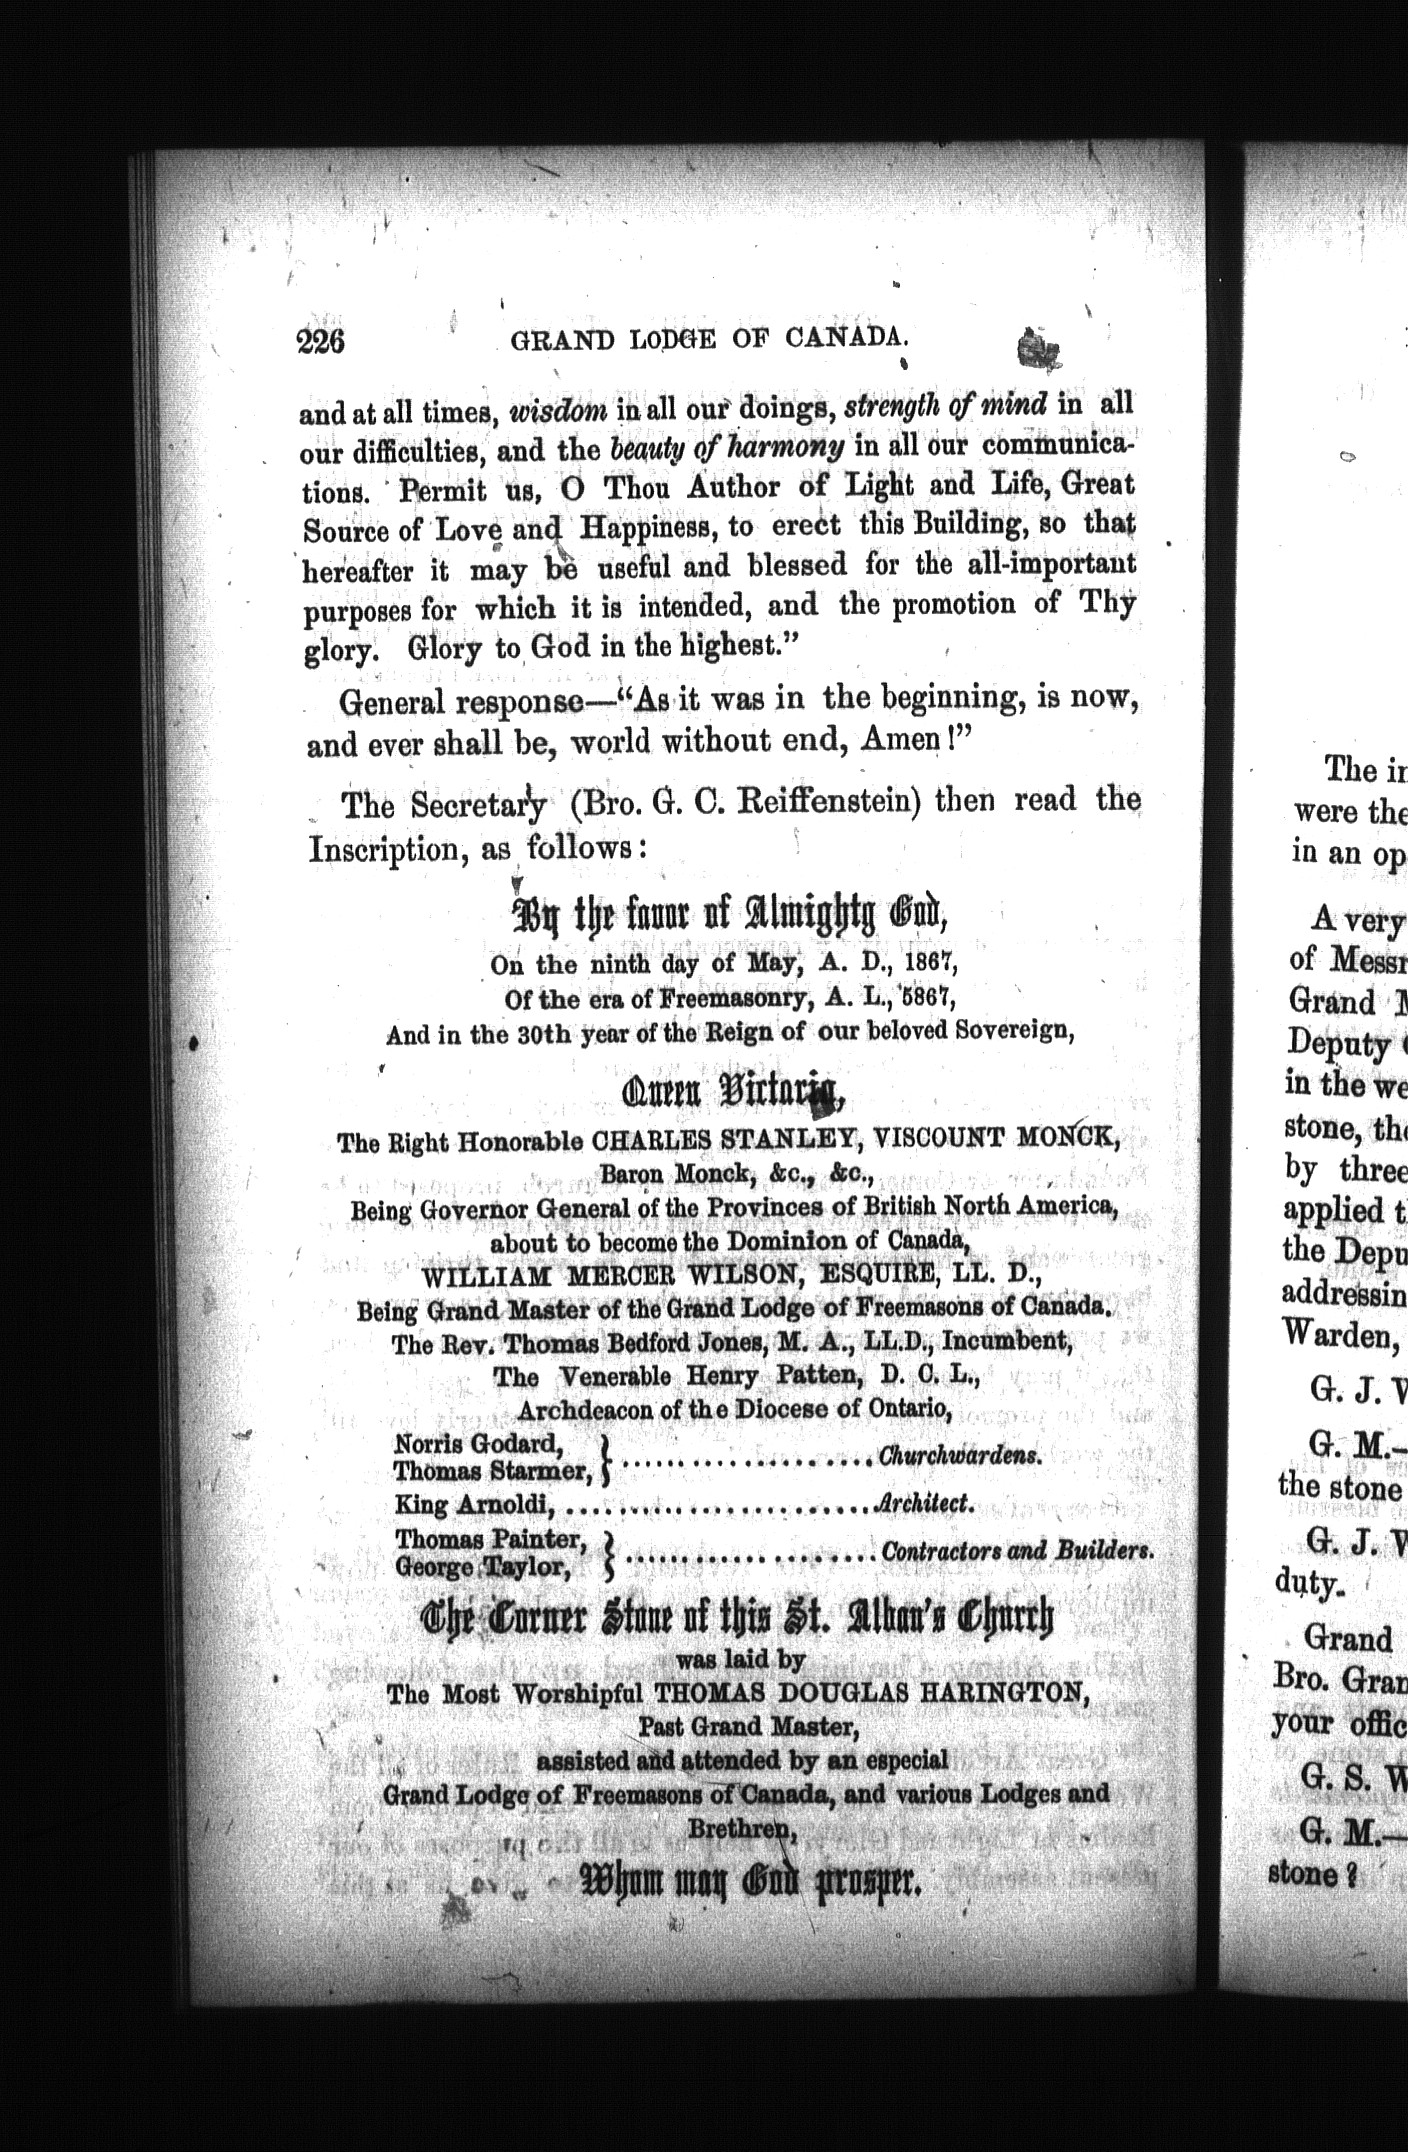 226 GRAND LODGE OF CANADA.
and at all times, wisdom in all our doings, strength of mind in all
our difficulties, and the beauty of harmony in all our communica-
tions. Permit us, O Thou Author of Light and Life, Great
Source of Love and Happiness, to erect this Building, so that
hereafter it may be useful and blessed for the all-important
purposes for which it is intended, and the promotion of Thy
glory. Glory to God in the highest.”
General response—“As it was in the beginning, is now,
and ever shall be, world without end, Amen!”
The Secretary (Bro. G. C. Reiffenstein) then read the
Inscription, as follows:
By the favor of Almighty God,
On the ninth day of May, A. D., 1867,
Of the era of Freemasonry, A. L., 5867,
And in the 30th year of the Reign of our beloved Sovereign,
Queen Victoria,
The Right Honorable CHARLES STANLEY, VISCOUNT MONCK,
Baron Monck, &c., &c.,
Being Governor General of the Provinces of British North America,
about to become the Dominion of Canada,
WILLIAM MERCER WILSON, ESQUIRE, LL. D.,
Being Grand Master of the Grand Lodge of Freemasons of Canada.
The Rev. Thomas Bedford Jones, M. A., LL.D., Incumbent,
The Venerable Henry Patten, D. C. L.,
Archdeacon of the Diocese of Ontario,
Norris Godard,
Thomas Starmer, } .................... Churchwardens.
King Arnoldi, ........................ Architect.
Thomas Painter,
George Taylor, } .................... Contractors and Builders.
The Corner Stone of this St. Alban's Church
was laid by
The Most Worshipful THOMAS DOUGLAS HARINGTON,
Past Grand Master,
assisted and attended by an especial
Grand Lodge of Freemasons of Canada, and various Lodges and
Brethren,
Whom may God prosper.
The
were the
in an
A very
of
Grand
Deputy
in the
stone,
by three
applied
the
Warden,
G. J.
G. M.—
the stone
G. J.
duty.
Grand
Bro.
your
G. S.
G. M.—
stone?